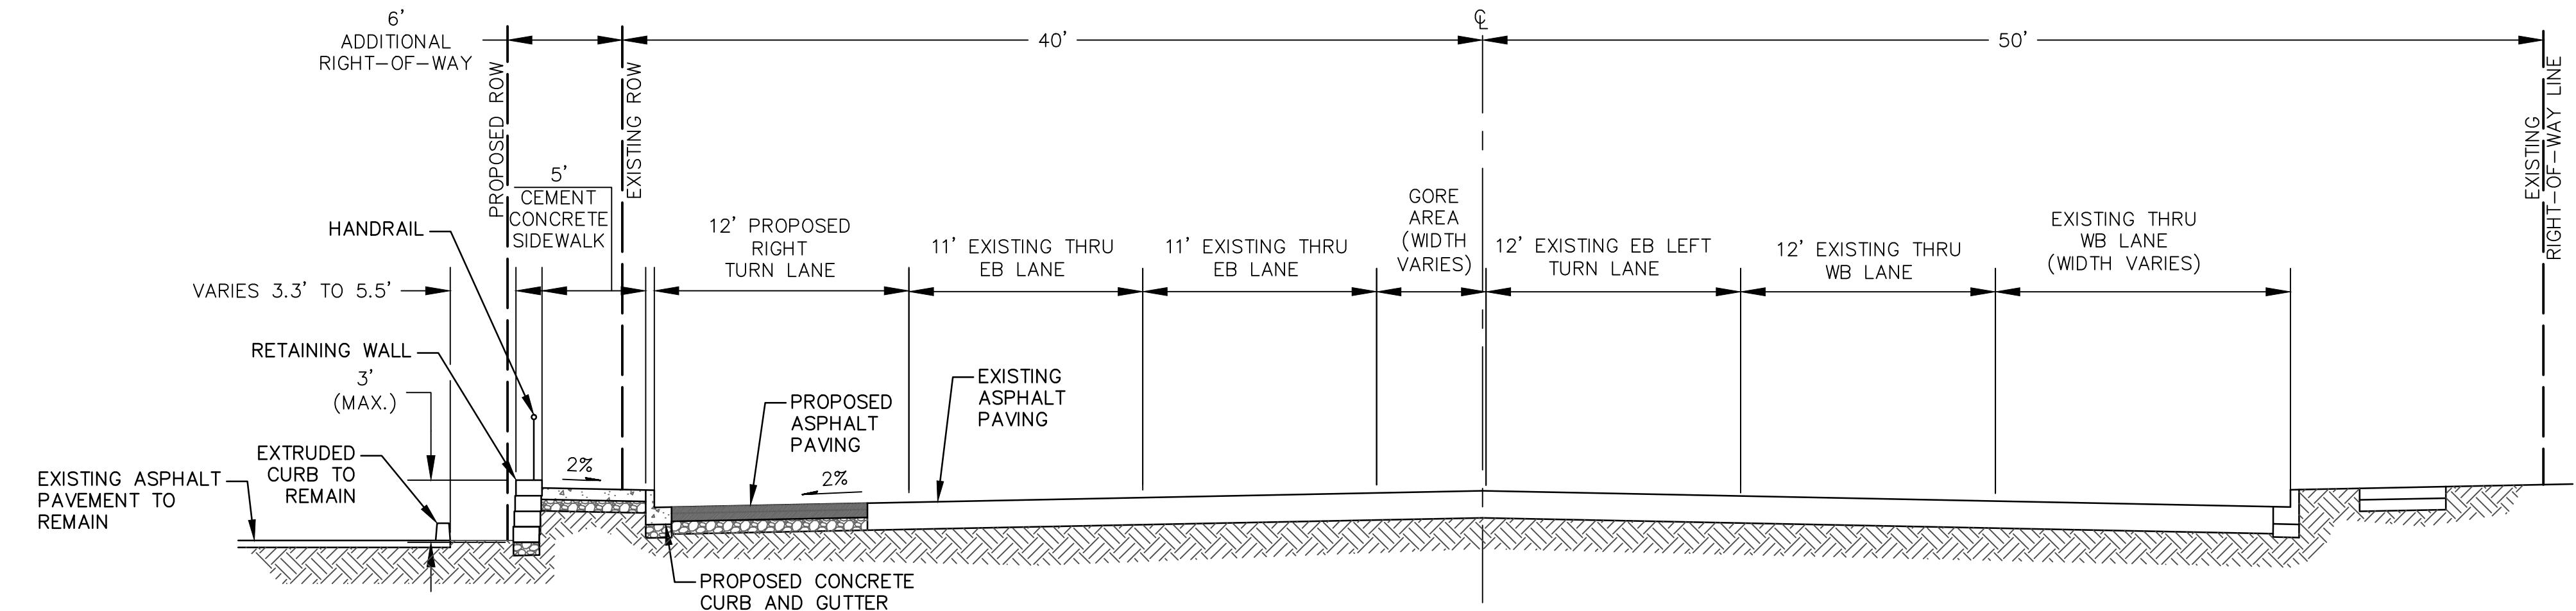 6'
ADDITIONAL
RIGHT-OF-WAY
40'
℄
50'
PROPOSED ROW
EXISTING ROW
EXISTING
RIGHT-OF-WAY LINE
5'
CEMENT
CONCRETE
SIDEWALK
HANDRAIL
12' PROPOSED
RIGHT
TURN LANE
11' EXISTING THRU
EB LANE
11' EXISTING THRU
EB LANE
GORE
AREA
(WIDTH
VARIES)
12' EXISTING EB LEFT
TURN LANE
12' EXISTING THRU
WB LANE
EXISTING THRU
WB LANE
(WIDTH VARIES)
VARIES 3.3' TO 5.5'
RETAINING WALL
3'
(MAX.)
EXTRUDED
CURB TO
REMAIN
EXISTING ASPHALT
PAVEMENT TO
REMAIN
2%
PROPOSED
ASPHALT
PAVING
2%
EXISTING
ASPHALT
PAVING
PROPOSED CONCRETE
CURB AND GUTTER